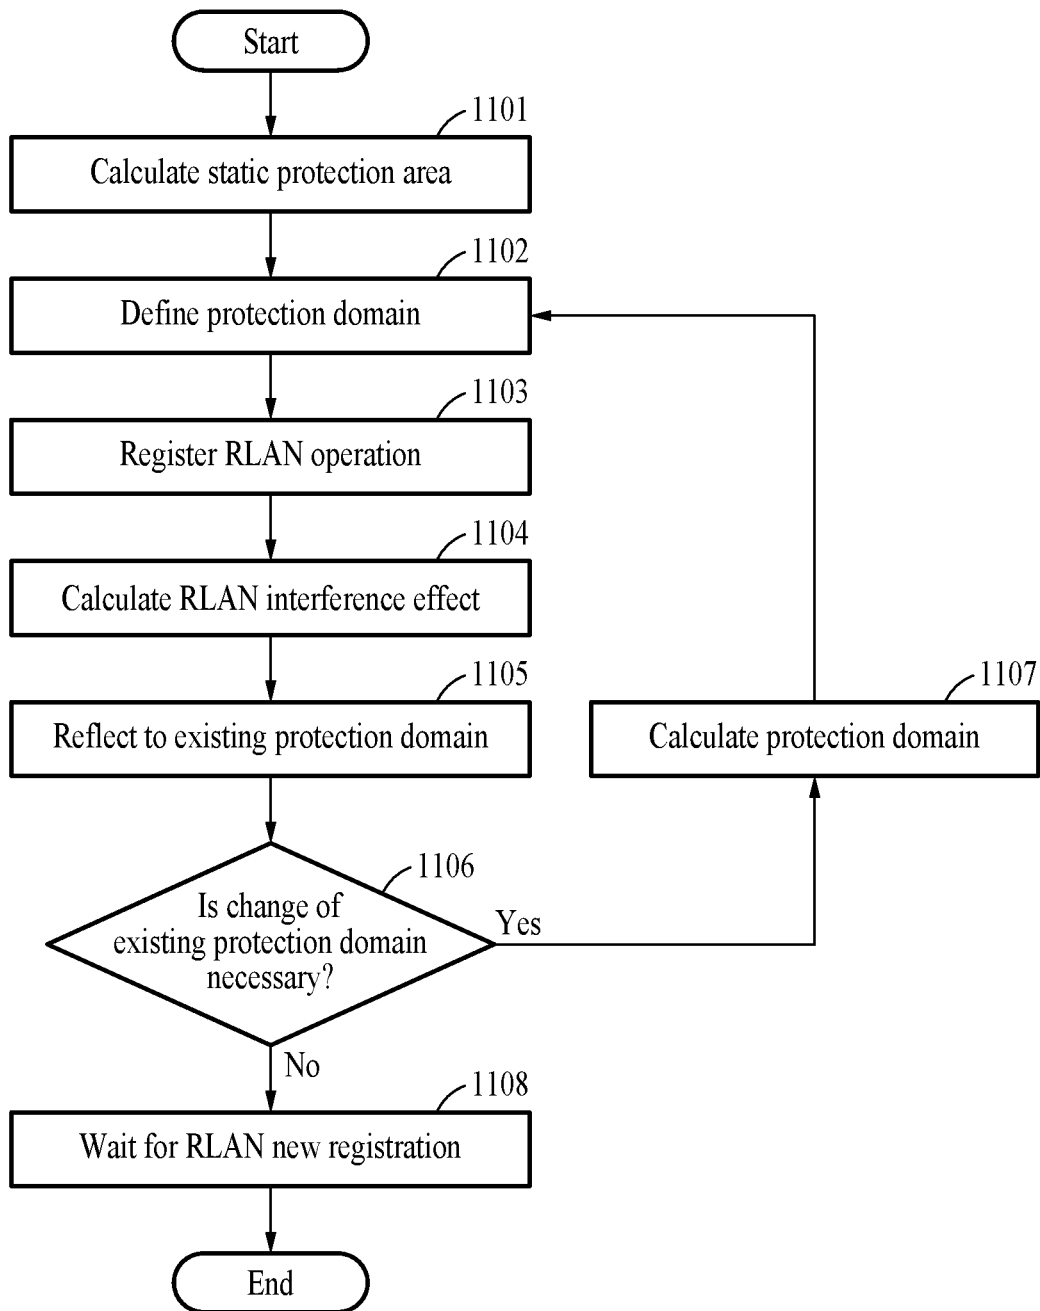 Start
1101
Calculate static protection area
1102
Define protection domain
1103
Register RLAN operation
1104
Calculate RLAN interference effect
1105
Reflect to existing protection domain
1107
Calculate protection domain
1106
Is change of
existing protection domain
necessary?
Yes
No
1108
Wait for RLAN new registration
End